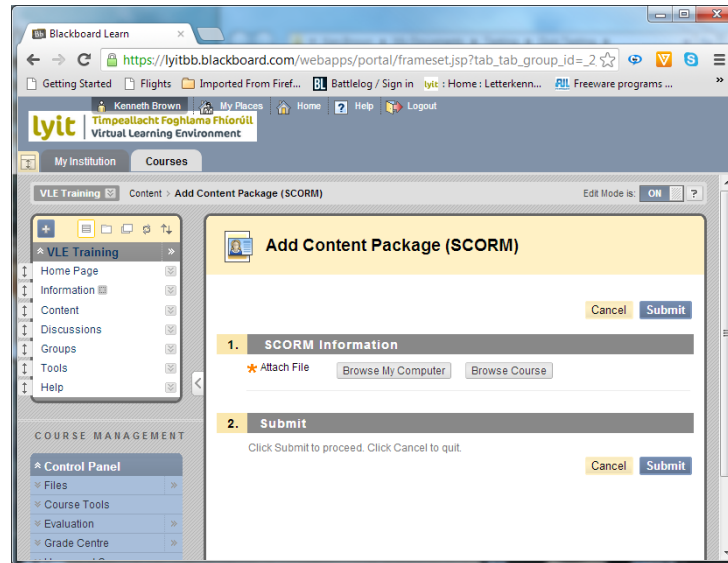 Blackboard Learn
https://lyitbb.blackboard.com/webapps/portal/frameset.jsp?tab_tab_group_id=_2
Getting Started Flights Imported From Firef... BL Battlelog / Sign in lyit : Home : Letterkenn... Freeware programs ... »
Kenneth Brown My Places Home ? Help Logout
lyit Timpeallacht Foghlama Fhíorúil
Virtual Learning Environment
My Institution Courses
VLE Training Content > Add Content Package (SCORM) Edit Mode is: ON ?
VLE Training
Home Page
Information
Content
Discussions
Groups
Tools
Help
COURSE MANAGEMENT
Control Panel
Files
Course Tools
Evaluation
Grade Centre
Add Content Package (SCORM)
Cancel Submit
1. SCORM Information
Attach File Browse My Computer Browse Course
2. Submit
Click Submit to proceed. Click Cancel to quit.
Cancel Submit